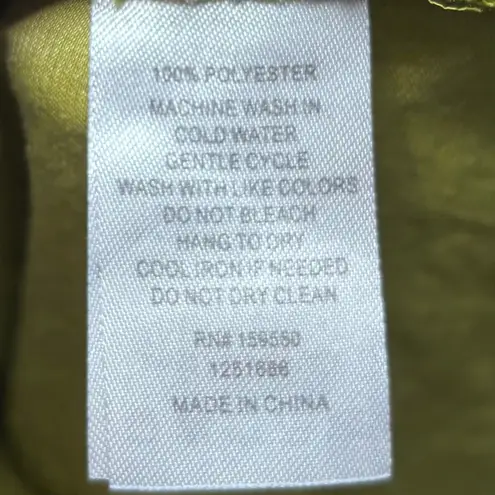 100% POLYESTER
MACHINE WASH IN
COLD WATER
GENTLE CYCLE
WASH WITH LIKE COLORS
DO NOT BLEACH
HANG TO DRY
COOL IRON IF NEEDED
DO NOT DRY CLEAN
RN# 159550
1251686
MADE IN CHINA